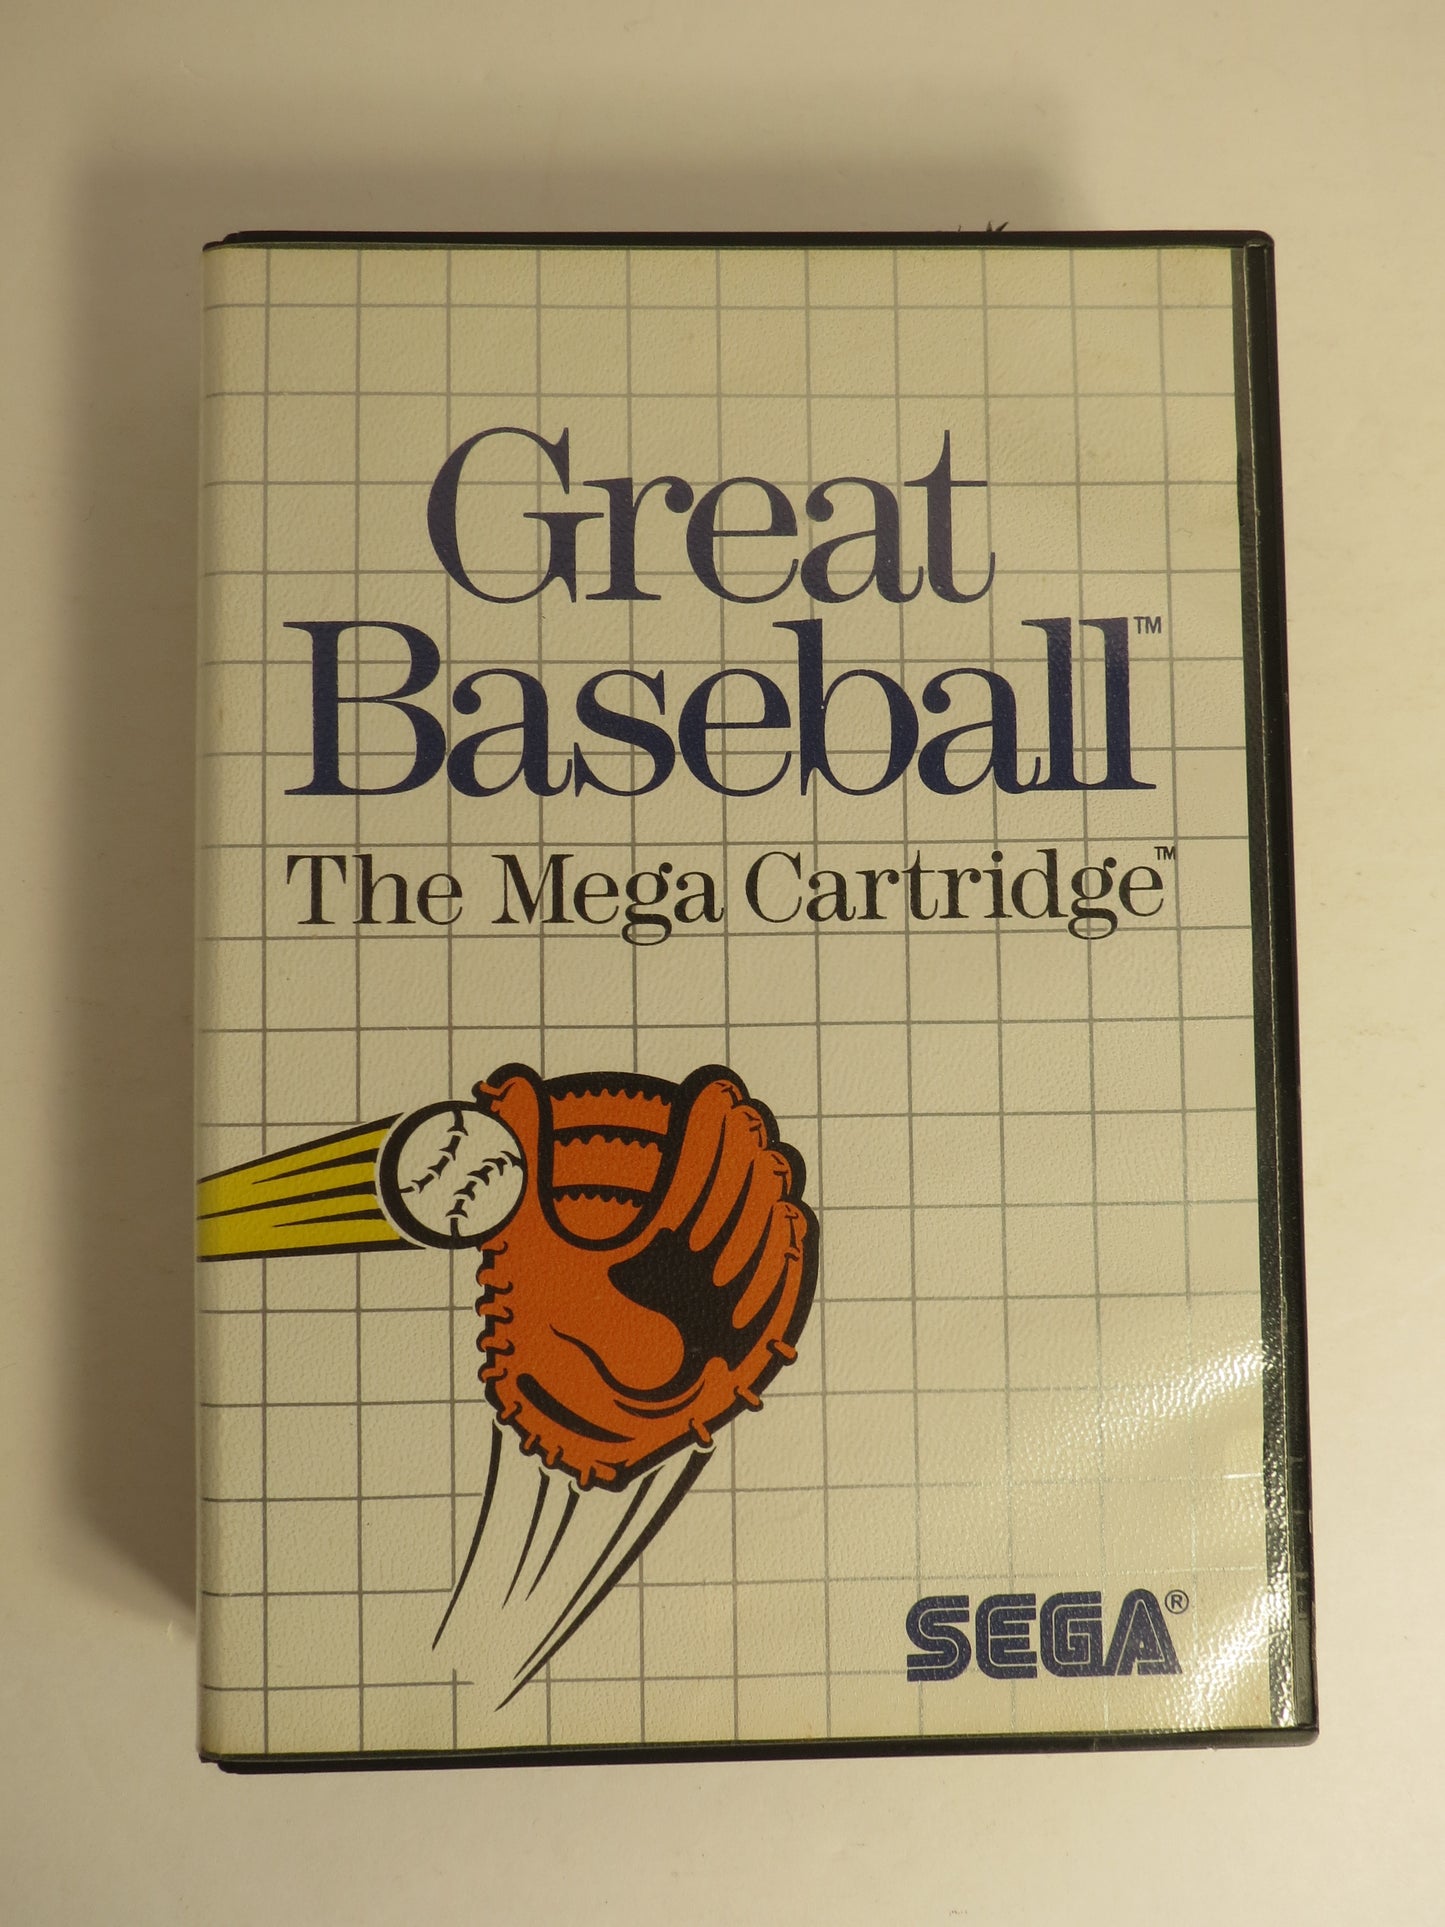 Great
Baseball™
The Mega Cartridge™
SEGA®